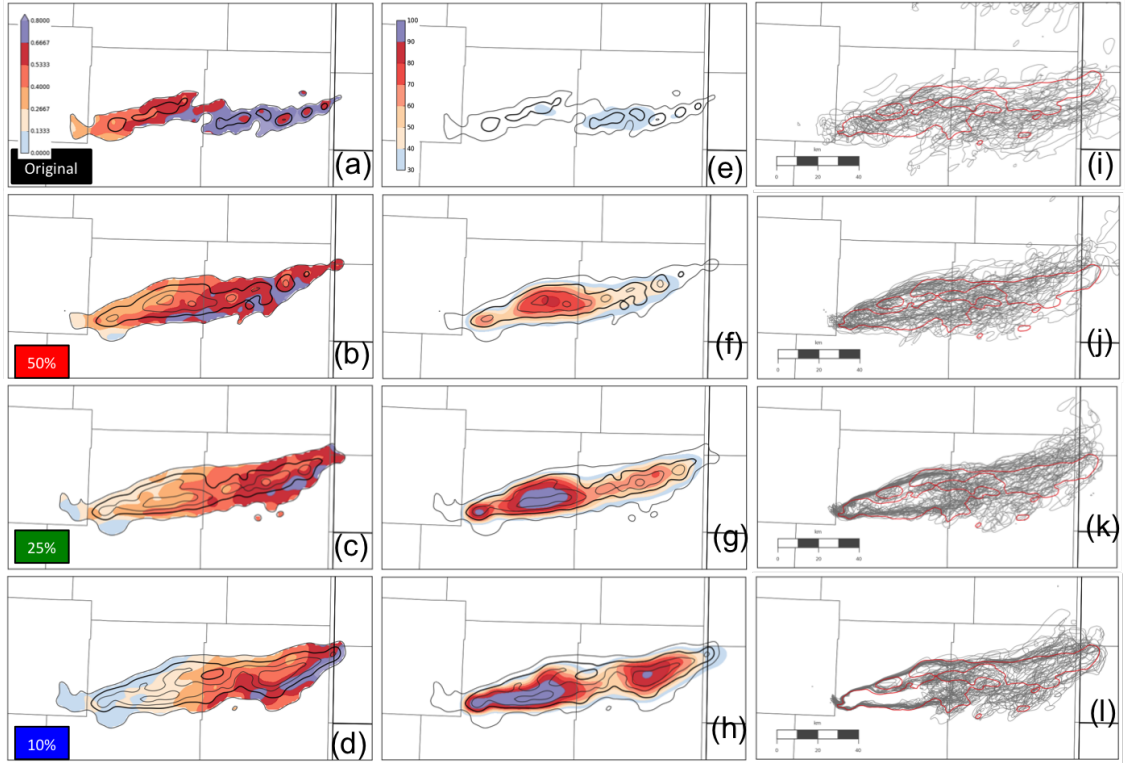 0.8000
0.6667
0.5333
0.4000
0.2667
0.1333
0.0000
Original
(a)
100
90
80
70
60
50
40
30
(e)
km
0 20 40
(i)
50%
(b)
(f)
km
0 20 40
(j)
25%
(c)
(g)
km
0 20 40
(k)
10%
(d)
(h)
km
0 20 40
(l)